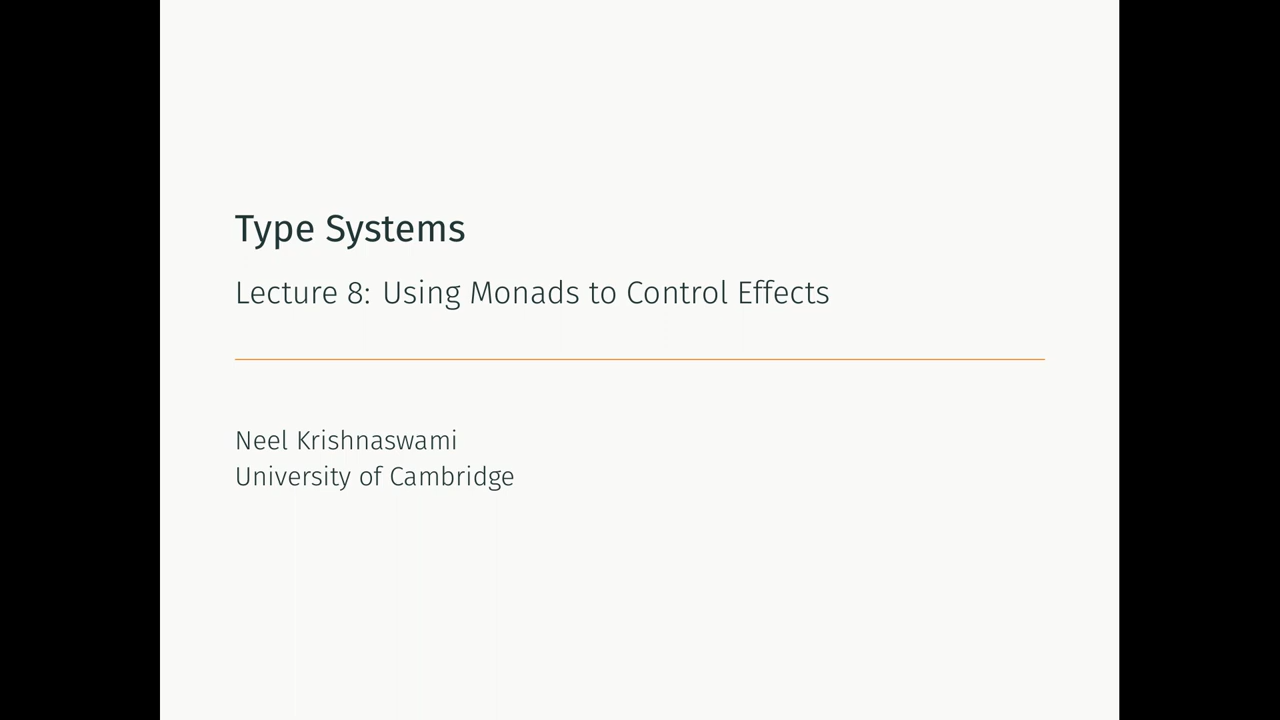 Type Systems
Lecture 8: Using Monads to Control Effects
Neel Krishnaswami
University of Cambridge